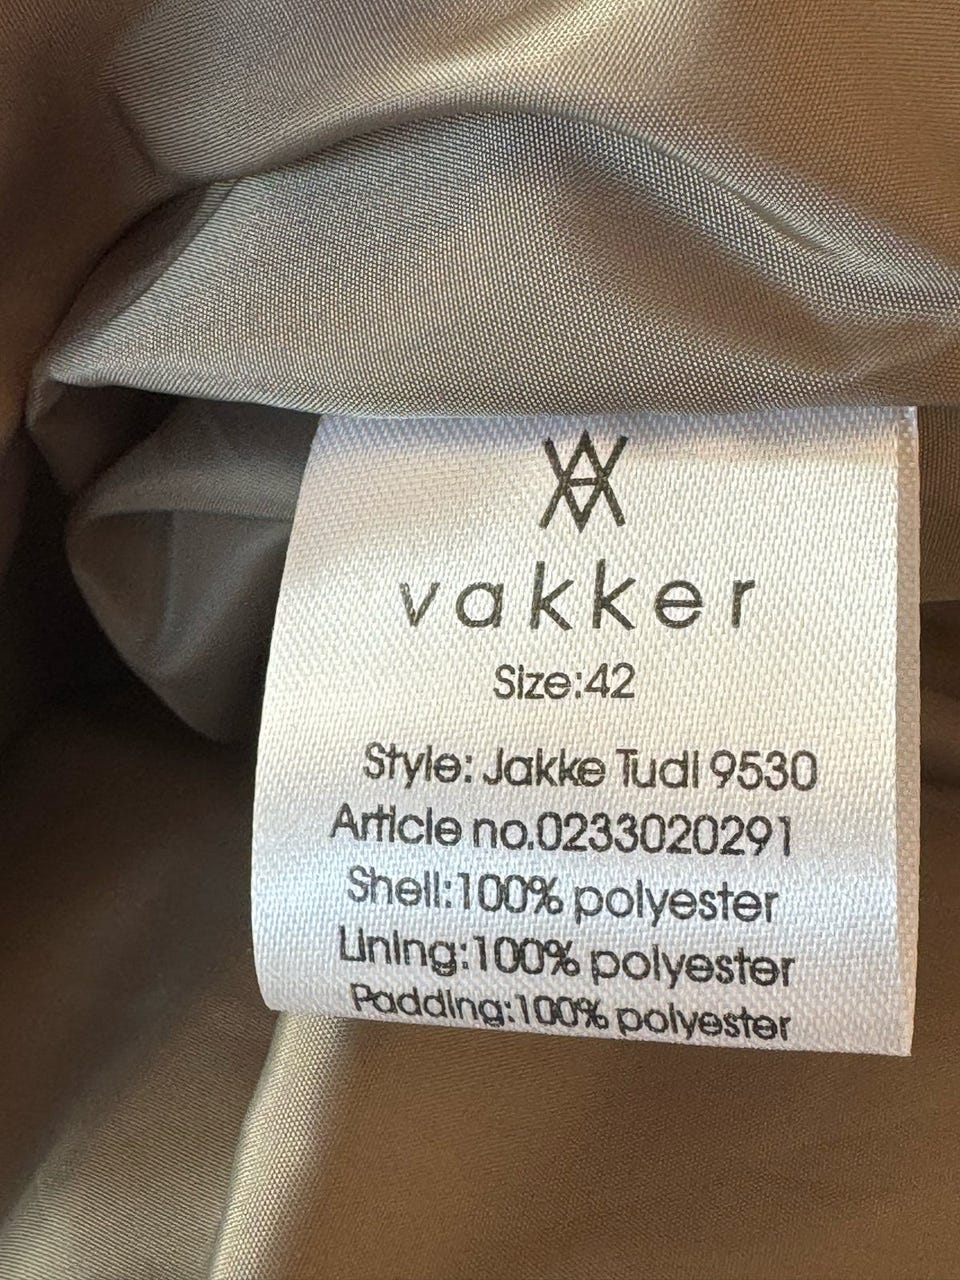 vakker
Size:42
Style: Jakke Tudi 9530
Article no.0233020291
Shell:100% polyester
Lining:100% polyester
Padding:100% polyester